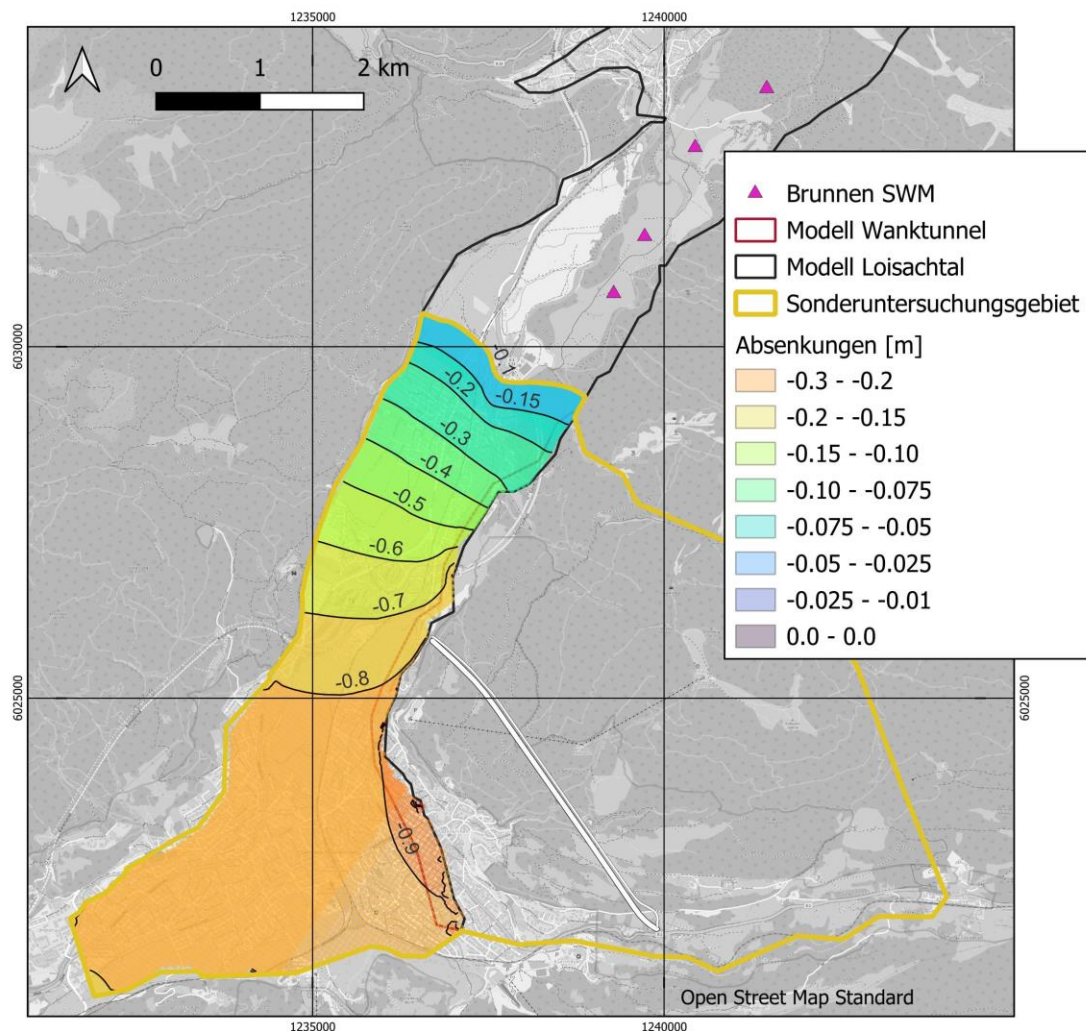 1235000 1240000
0 1 2 km
Brunnen SWM
Modell Wanktunnel
Modell Loisachtal
Sonderuntersuchungsgebiet
Absenkungen [m]
-0.3 - -0.2
-0.2 - -0.15
-0.15 - -0.10
-0.10 - -0.075
-0.075 - -0.05
-0.05 - -0.025
-0.025 - -0.01
0.0 - 0.0
6030000
-0.1
-0.15
-0.2
-0.3
-0.4
-0.5
-0.6
-0.7
-0.8
6025000 6025000
-0.9
Open Street Map Standard
1235000 1240000